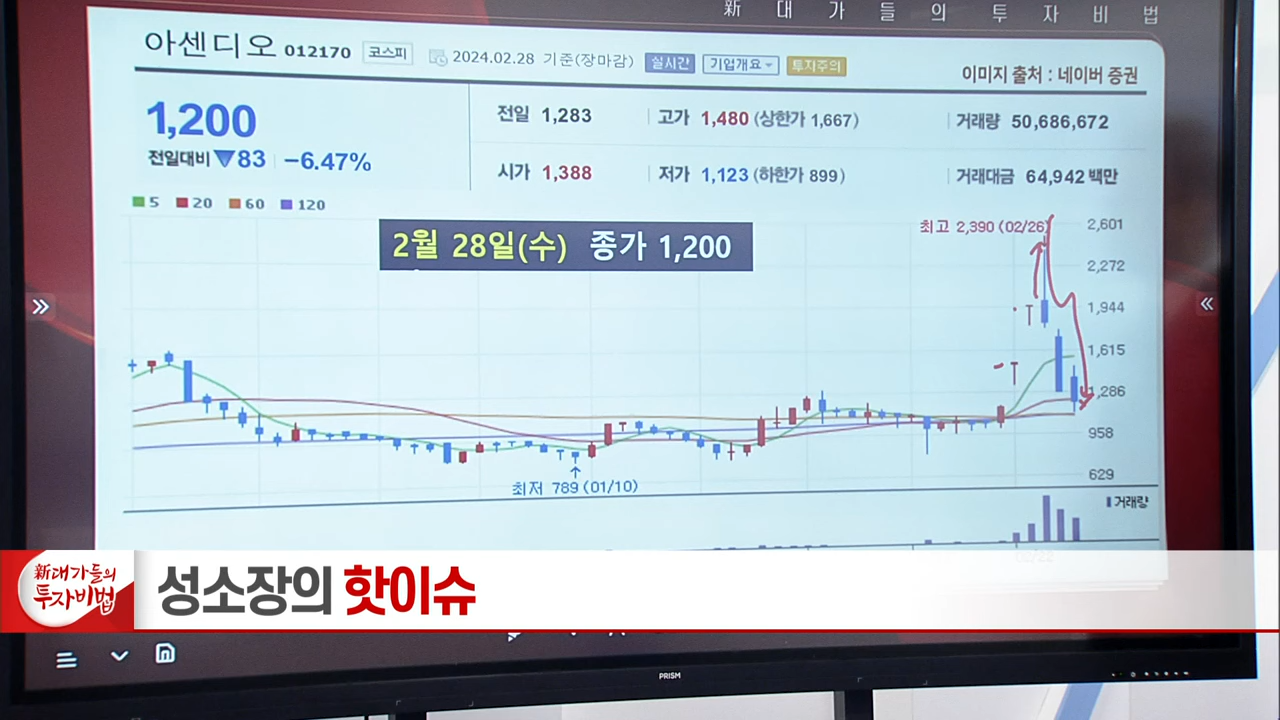 新 대 가 들 의 투 자 비 법
아센디오 012170 코스피 2024.02.28 기준(장마감) 실시간 기업개요 투자주의
이미지 출처 : 네이버 증권
1,200
전일대비 ▼83 -6.47%
전일 1,283 고가 1,480 (상한가 1,667) 거래량 50,686,672
시가 1,388 저가 1,123 (하한가 899) 거래대금 64,942 백만
5 20 60 120
2월 28일(수) 종가 1,200
최고 2,390 (02/26)
2,601
2,272
1,944
1,615
1,286
958
629
최저 789 (01/10)
거래량
新대가들의
투자비법
성소장의 핫이슈
PRISM